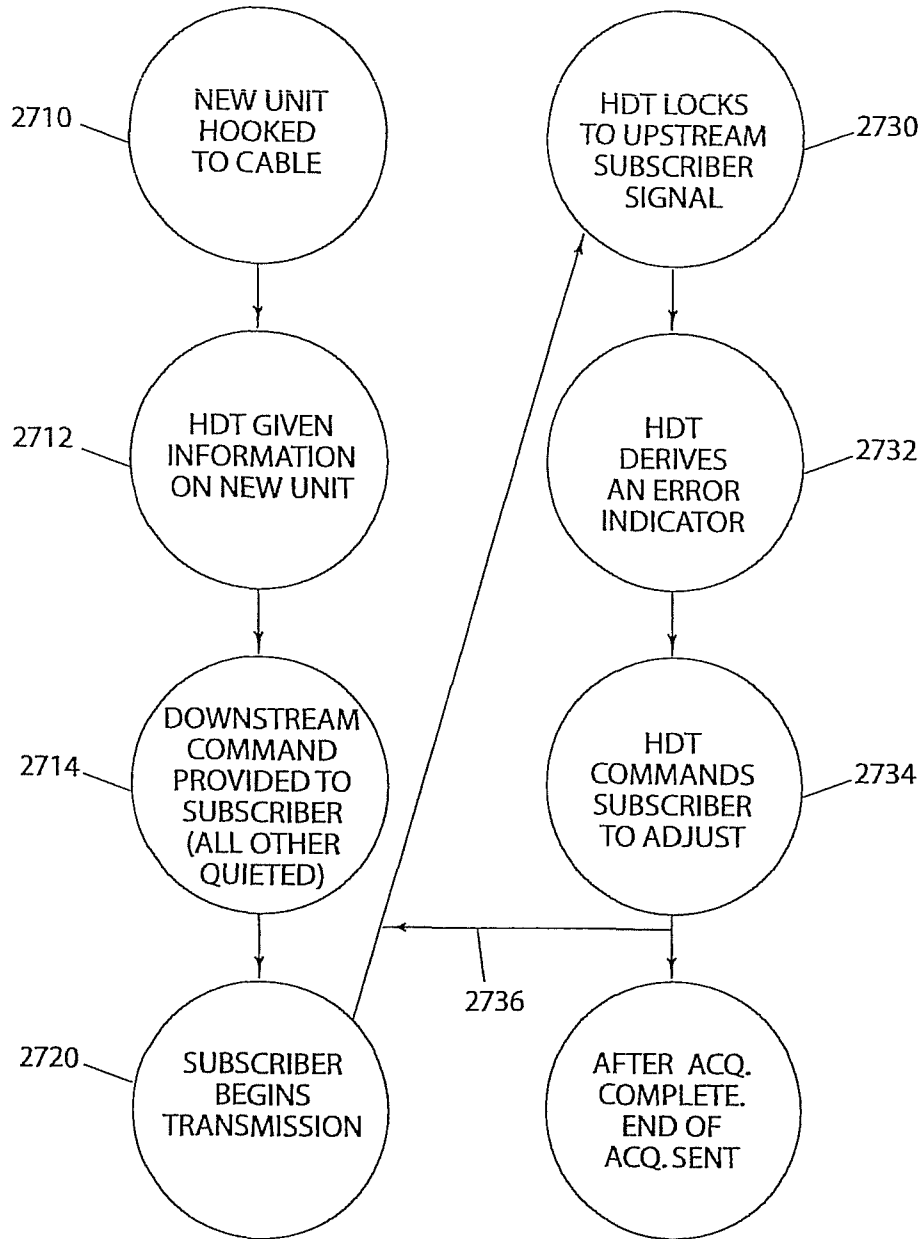 2710
NEW UNIT
HOOKED
TO CABLE
2712
HDT GIVEN
INFORMATION
ON NEW UNIT
2714
DOWNSTREAM
COMMAND
PROVIDED TO
SUBSCRIBER
(ALL OTHER
QUIETED)
2720
SUBSCRIBER
BEGINS
TRANSMISSION
HDT LOCKS
TO UPSTREAM
SUBSCRIBER
SIGNAL
2730
HDT
DERIVES
AN ERROR
INDICATOR
2732
HDT
COMMANDS
SUBSCRIBER
TO ADJUST
2734
2736
AFTER ACQ.
COMPLETE.
END OF
ACQ. SENT